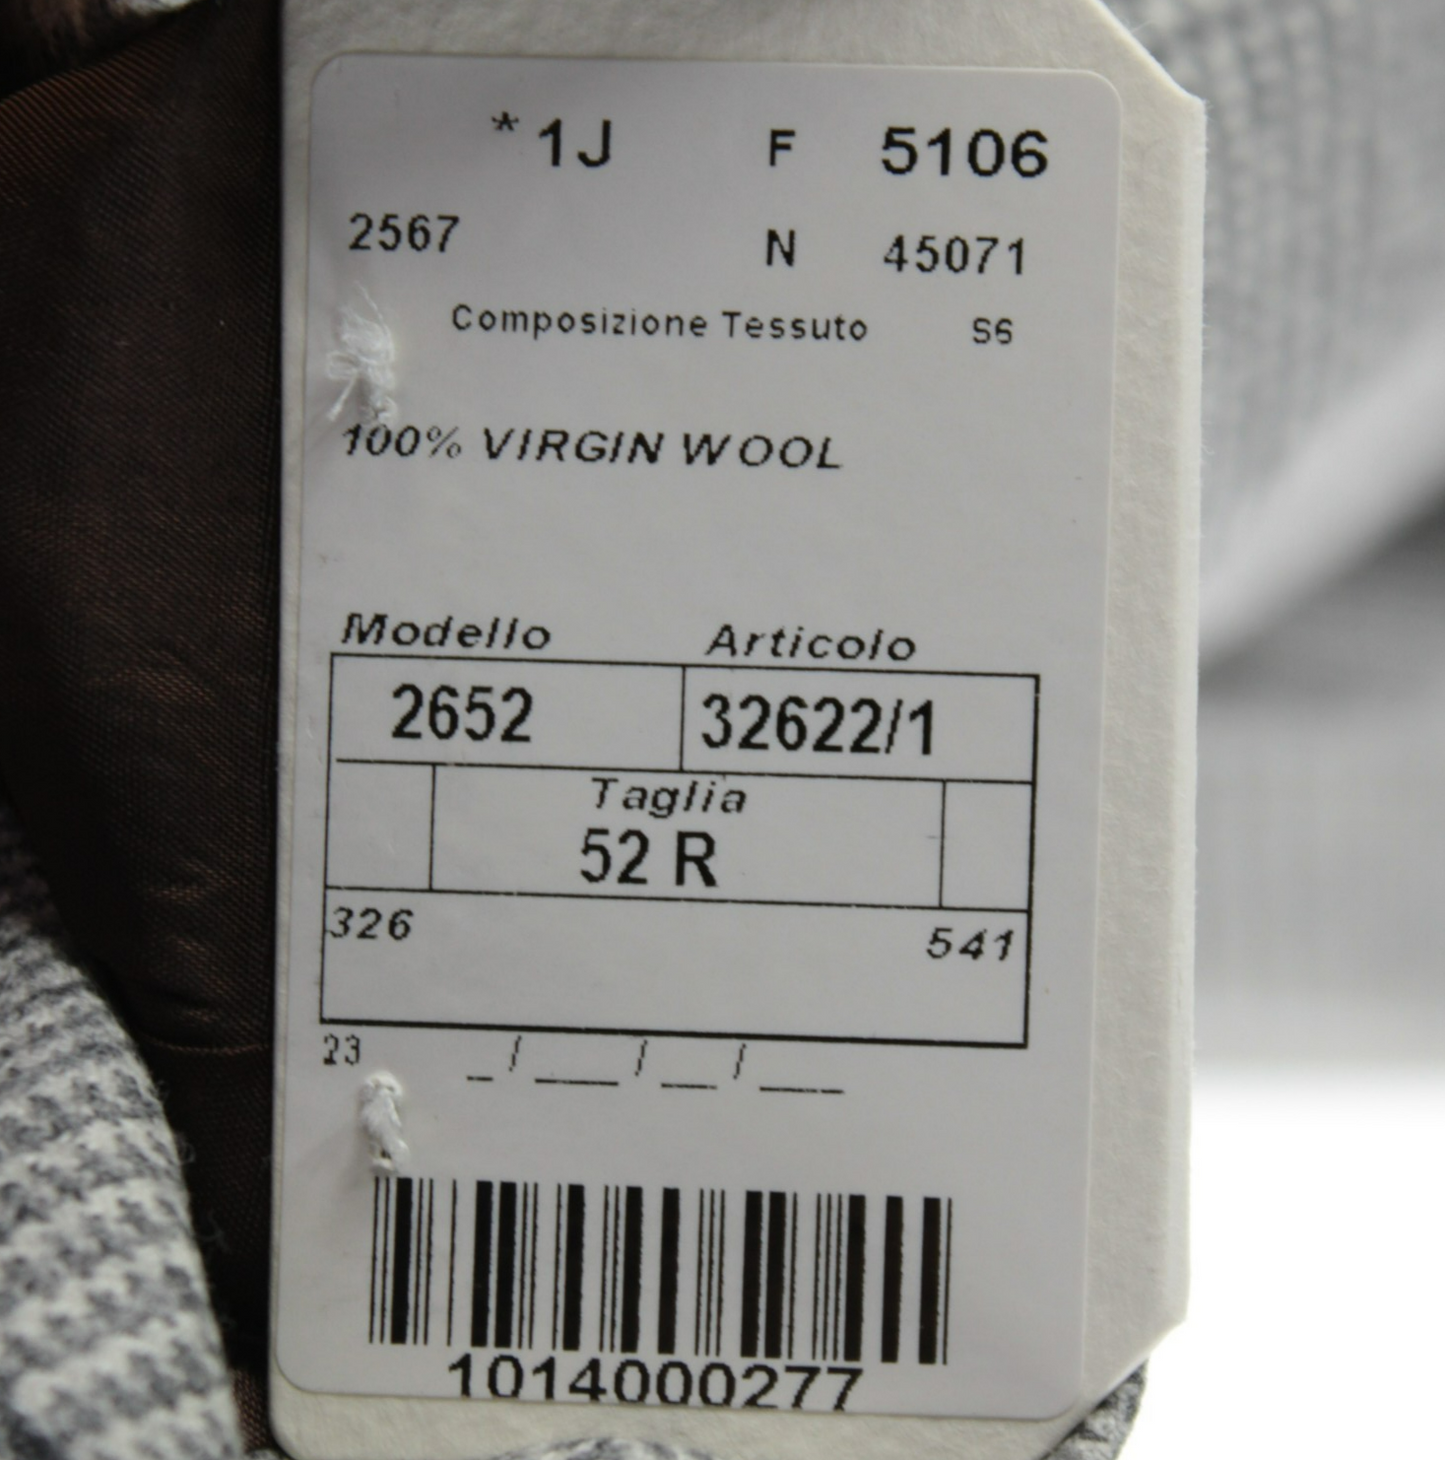 *1J F 5106
2567 N 45071
Composizione Tessuto S6
100% VIRGIN WOOL
Modello Articolo
2652 32622/1
Taglia
52 R
326 541
23 _/___/__/___
1014000277